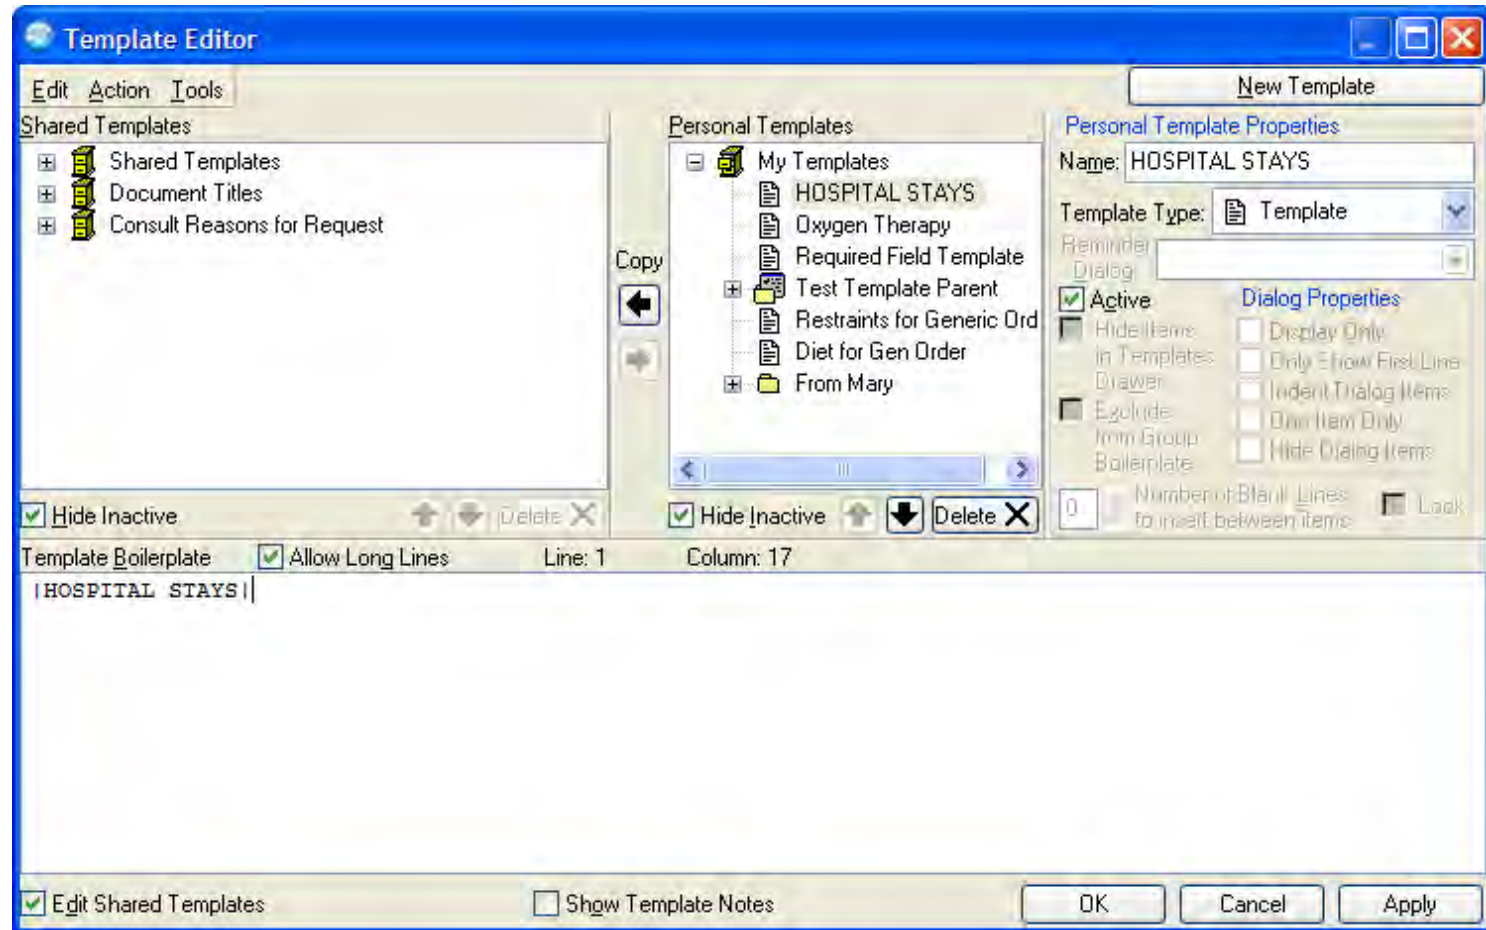 Template Editor
Edit Action Tools
New Template
Shared Templates
Shared Templates
Document Titles
Consult Reasons for Request
Hide Inactive
Delete
Copy
Personal Templates
My Templates
HOSPITAL STAYS
Oxygen Therapy
Required Field Template
Test Template Parent
Restraints for Generic Ord
Diet for Gen Order
From Mary
Hide Inactive
Delete
Personal Template Properties
Name: HOSPITAL STAYS
Template Type: Template
Reminder
Dialog:
Active
Hide Items
in Templates
Drawer
Exclude
from Group
Boilerplate
Dialog Properties
Display Only
Only Show First Line
Indent Dialog Items
One Item Only
Hide Dialog Items
0 Number of Blank Lines
to insert between items
Lock
Template Boilerplate Allow Long Lines Line: 1 Column: 17
|HOSPITAL STAYS|
Edit Shared Templates Show Template Notes OK Cancel Apply